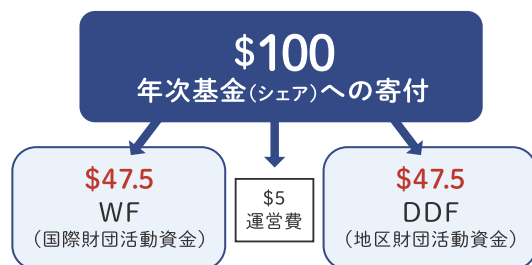 $100
年次基金（シェア）への寄付
$47.5
WF
（国際財団活動資金）
$5
運営費
$47.5
DDF
（地区財団活動資金）